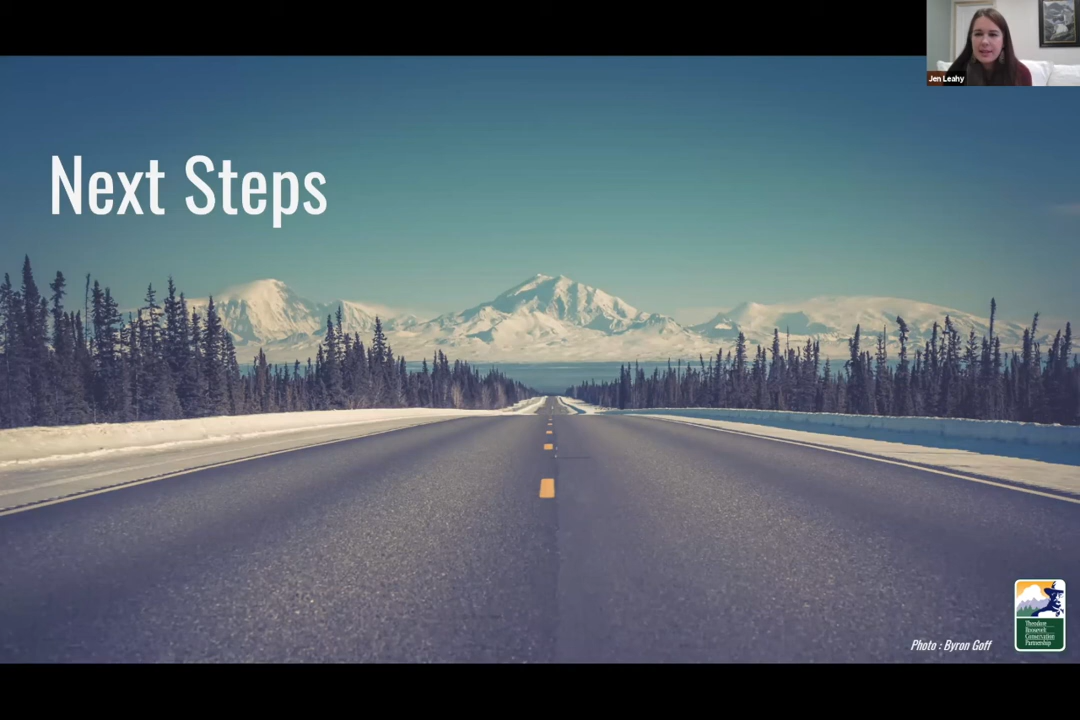 Jen Leahy
Next Steps
Photo : Byron Goff
Theodore
Roosevelt
Conservation
Partnership